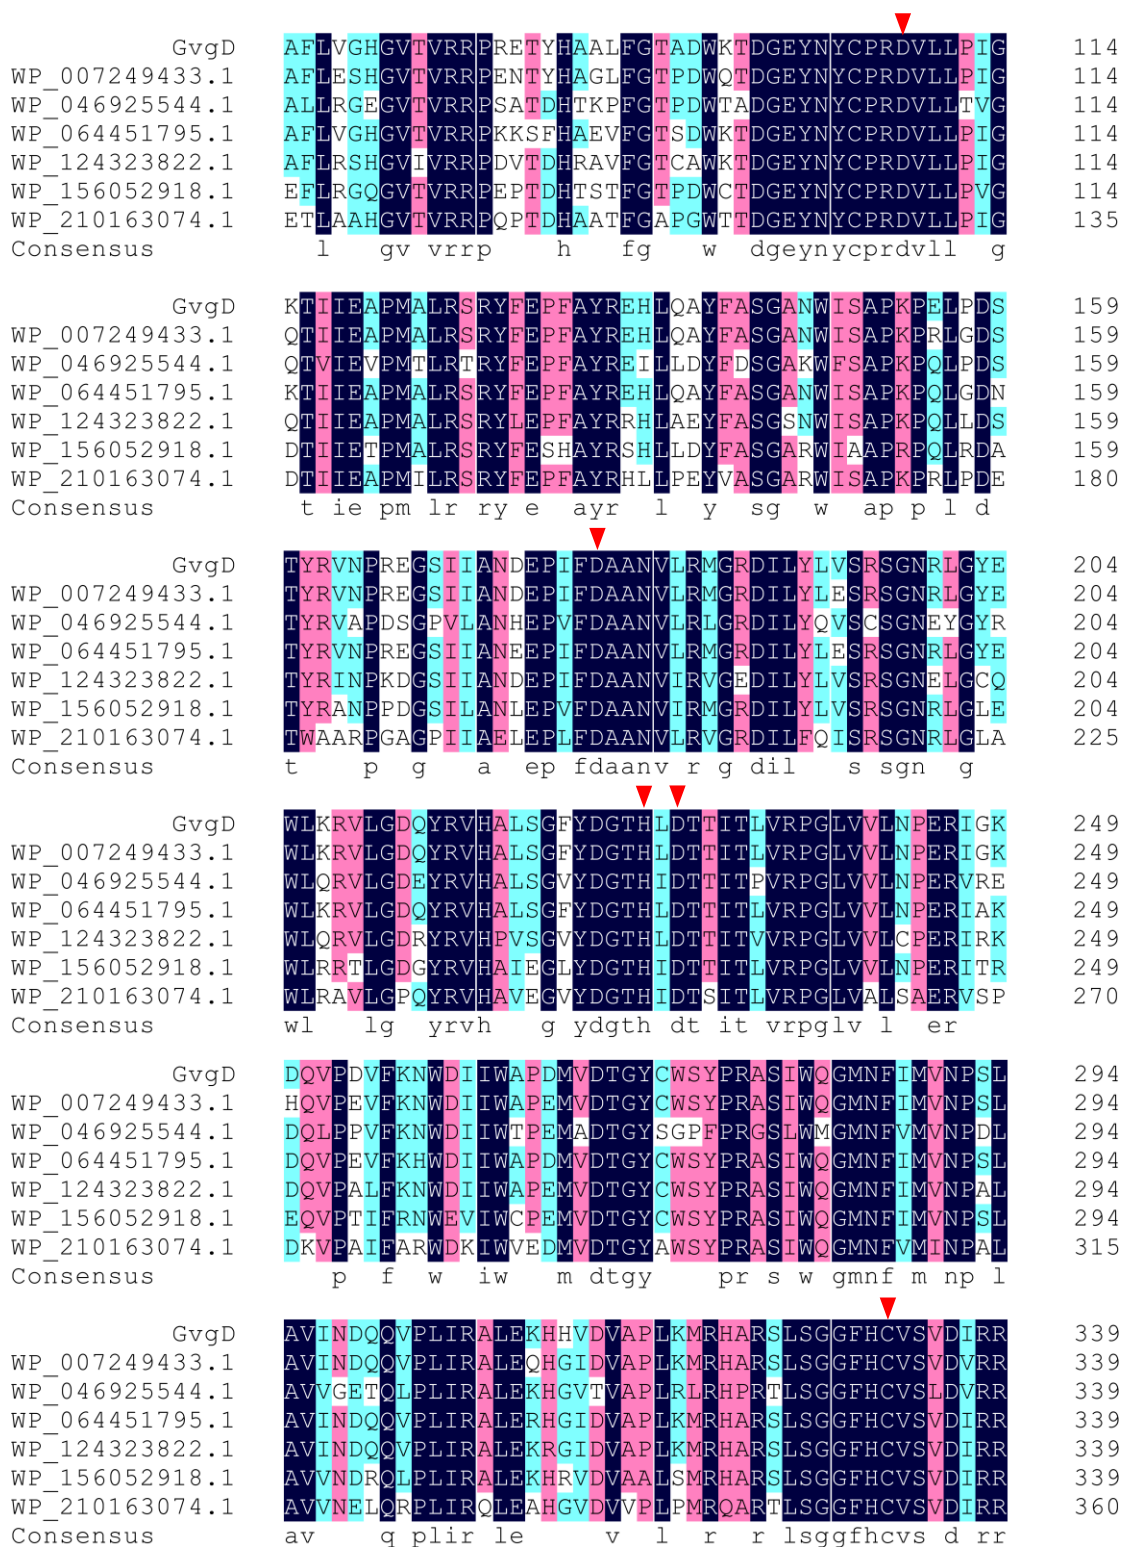 GvgD AFLVGHGVTVRRPRETYHAALFGTADWKTDGEYNYCPRDVLLPIG 114
WP_007249433.1 AFLESHGVTVRRPENTYHAGLFGTPDWQTDGEYNYCPRDVLLPIG 114
WP_046925544.1 ALLRGEGVTVRRPSATDHTKPFGTPDWTADGEYNYCPRDVLLTVG 114
WP_064451795.1 AFLVGHGVTVRRPKKSFHAEVFGTSDWKTDGEYNYCPRDVLLPIG 114
WP_124323822.1 AFLRSHGVIVRRPDVTDHRAVFGTCAWKTDGEYNYCPRDVLLPIG 114
WP_156052918.1 EFLRGQGVTVRRPEPTDHTSTFGTPDWCTDGEYNYCPRDVLLPVG 114
WP_210163074.1 ETLAAHGVTVRRPQPTDHAATFGAPGWTTDGEYNYCPRDVLLPIG 135
Consensus l gv vrrp h fg w dgeynycprdvll g
GvgD KTIIEAPMALRSRYFEPFAYREHLQAYFASGANWISAPKPELPDS 159
WP_007249433.1 QTIIEAPMALRSRYFEPFAYREHLQAYFASGANWISAPKPRLGDS 159
WP_046925544.1 QTVIEVPMTLRTRYFEPFAYREILLDYFDSGAKWFSAPKPQLPDS 159
WP_064451795.1 KTIIEAPMALRSRYFEPFAYREHLQAYFASGANWISAPKPQLGDN 159
WP_124323822.1 QTIIEAPMALRSRYLEPFAYRRHLAEYFASGSNWISAPKPQLLDS 159
WP_156052918.1 DTIIETPMALRSRYFESHAYRSHLLDYFASGARWIAAPRPQLRDA 159
WP_210163074.1 DTIIEAPMILRSRYFEPFAYRHLLPEYVASGARWISAPKPRLPDE 180
Consensus t ie pm lr ry e ayr l y sg w ap p l d
GvgD TYRVNPREGSIIANDEPIFDAANVLRMGRDILYLVSRSGNRLGYE 204
WP_007249433.1 TYRVNPREGSIIANDEPIFDAANVLRMGRDILYLESRSGNRLGYE 204
WP_046925544.1 TYRVAPDSGPVLANHEPVFDAANVLRLGRDILYQVSCSGNEYGYR 204
WP_064451795.1 TYRVNPREGSIIANEEPIFDAANVLRMGRDILYLESRSGNRLGYE 204
WP_124323822.1 TYRINPKDGSIIANDEPIFDAANVIRVGEDILYLVSRSGNELGCQ 204
WP_156052918.1 TYRANPPDGSILANLEPVFDAANVIRMGRDILYLVSRSGNRLGLE 204
WP_210163074.1 TWAARPGAGPIIAELEPLFDAANVLRVGRDILFQISRSGNRLGLA 225
Consensus t p g a ep fdaanv r g dil s sgn g
GvgD WLKRVLGDQYRVHALSGFYDGTHLDTTITLVRPGLVVLNPERIGK 249
WP_007249433.1 WLKRVLGDQYRVHALSGFYDGTHLDTTITLVRPGLVVLNPERIGK 249
WP_046925544.1 WLQRVLGDEYRVHALSGVYDGTHIDTTITPVRPGLVVLNPERVRE 249
WP_064451795.1 WLKRVLGDQYRVHALSGFYDGTHLDTTITLVRPGLVVLNPERIAK 249
WP_124323822.1 WLQRVLGDRYRVHPVSGVYDGTHLDTTITVVRPGLVVLCPERIRK 249
WP_156052918.1 WLRRTLGDGYRVHAIEGLYDGTHIDTTITLVRPGLVVLNPERITR 249
WP_210163074.1 WLRAVLGPQYRVHAVEGVYDGTHIDTSITLVRPGLVALSAERVSP 270
Consensus wl lg yrvh g ydgth dt it vrpglv l er
GvgD DQVPDVFKNWDIIWAPDMVDTGYCWSYPRASIWQGMNFIMVNPSL 294
WP_007249433.1 HQVPEVFKNWDIIWAPEMVDTGYCWSYPRASIWQGMNFIMVNPSL 294
WP_046925544.1 DQLPPVFKNWDIIWTPEMADTGYSGPFPRGSLWMGMNFVMVNPDL 294
WP_064451795.1 DQVPEVFKHWDIIWAPDMVDTGYCWSYPRASIWQGMNFIMVNPSL 294
WP_124323822.1 DQVPALFKNWDIIWAPEMVDTGYCWSYPRASIWQGMNFIMVNPAL 294
WP_156052918.1 EQVPTIFRNWEVIWCPEMVDTGYCWSYPRASIWQGMNFIMVNPSL 294
WP_210163074.1 DKVPAIFARWDKIWVEDMVDTGYAWSYPRASIWQGMNFVMINPAL 315
Consensus p f w iw m dtgy pr s w gmnf m np l
GvgD AVINDQQVPLIRALEKHHVDVAPLKMRHARSLSGGFHCVSVDIRR 339
WP_007249433.1 AVINDQQVPLIRALEQHGIDVAPLKMRHARSLSGGFHCVSVDVRR 339
WP_046925544.1 AVVGETQLPLIRALEKHGVTVAPLRLRHPRTLSGGFHCVSLDVRR 339
WP_064451795.1 AVINDQQVPLIRALERHGIDVAPLKMRHARSLSGGFHCVSVDIRR 339
WP_124323822.1 AVINDQQVPLIRALEKRGIDVAPLKMRHARSLSGGFHCVSVDIRR 339
WP_156052918.1 AVVNDRQLPLIRALEKHRVDVAALSMRHARSLSGGFHCVSVDIRR 339
WP_210163074.1 AVVNELQRPLIRQLEAHGVDVVPLPMRQARTLSGGFHCVSVDIRR 360
Consensus av q plir le v l r r lsggfhcvs d rr